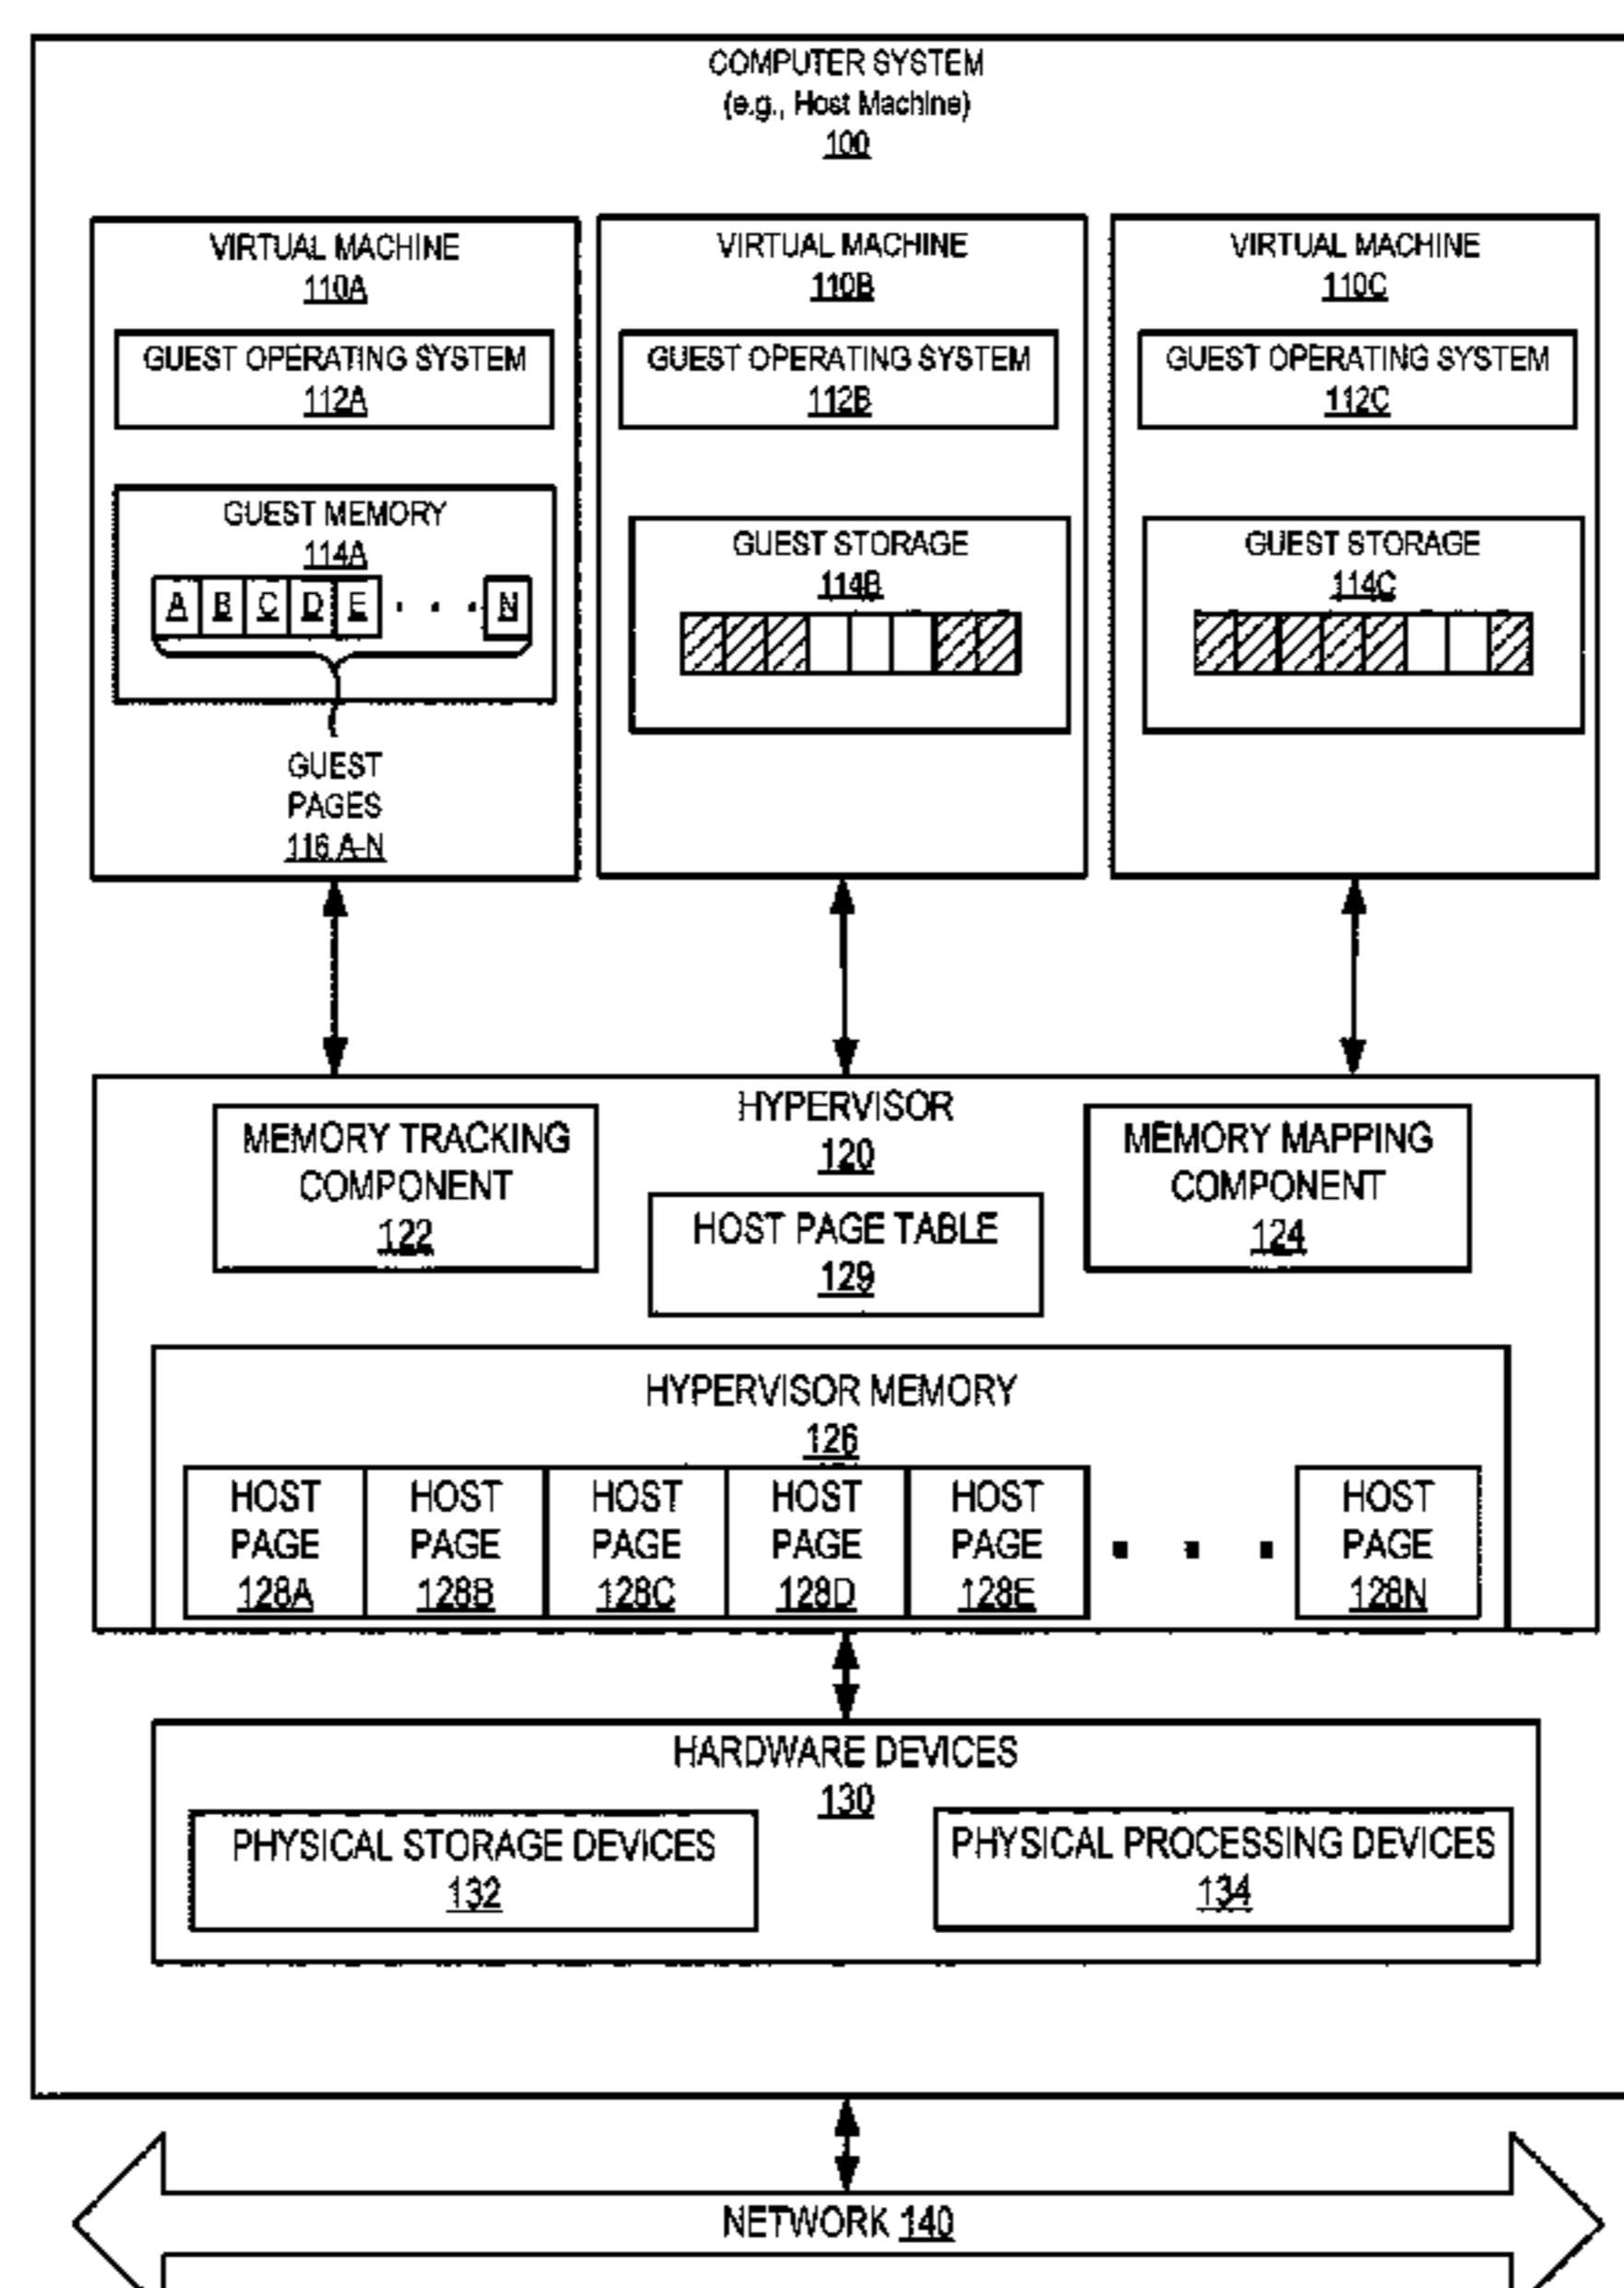 COMPUTER SYSTEM
(e.g., Host Machine)
100
VIRTUAL MACHINE
110A
GUEST OPERATING SYSTEM
112A
GUEST MEMORY
114A
A B C D E . . . N
GUEST
PAGES
116 A-N
VIRTUAL MACHINE
110B
GUEST OPERATING SYSTEM
112B
GUEST STORAGE
114B
VIRTUAL MACHINE
110C
GUEST OPERATING SYSTEM
112C
GUEST STORAGE
114C
HYPERVISOR
120
MEMORY TRACKING
COMPONENT
122
HOST PAGE TABLE
129
MEMORY MAPPING
COMPONENT
124
HYPERVISOR MEMORY
126
HOST
PAGE
128A
HOST
PAGE
128B
HOST
PAGE
128C
HOST
PAGE
128D
HOST
PAGE
128E
. . .
HOST
PAGE
128N
HARDWARE DEVICES
130
PHYSICAL STORAGE DEVICES
132
PHYSICAL PROCESSING DEVICES
134
NETWORK 140